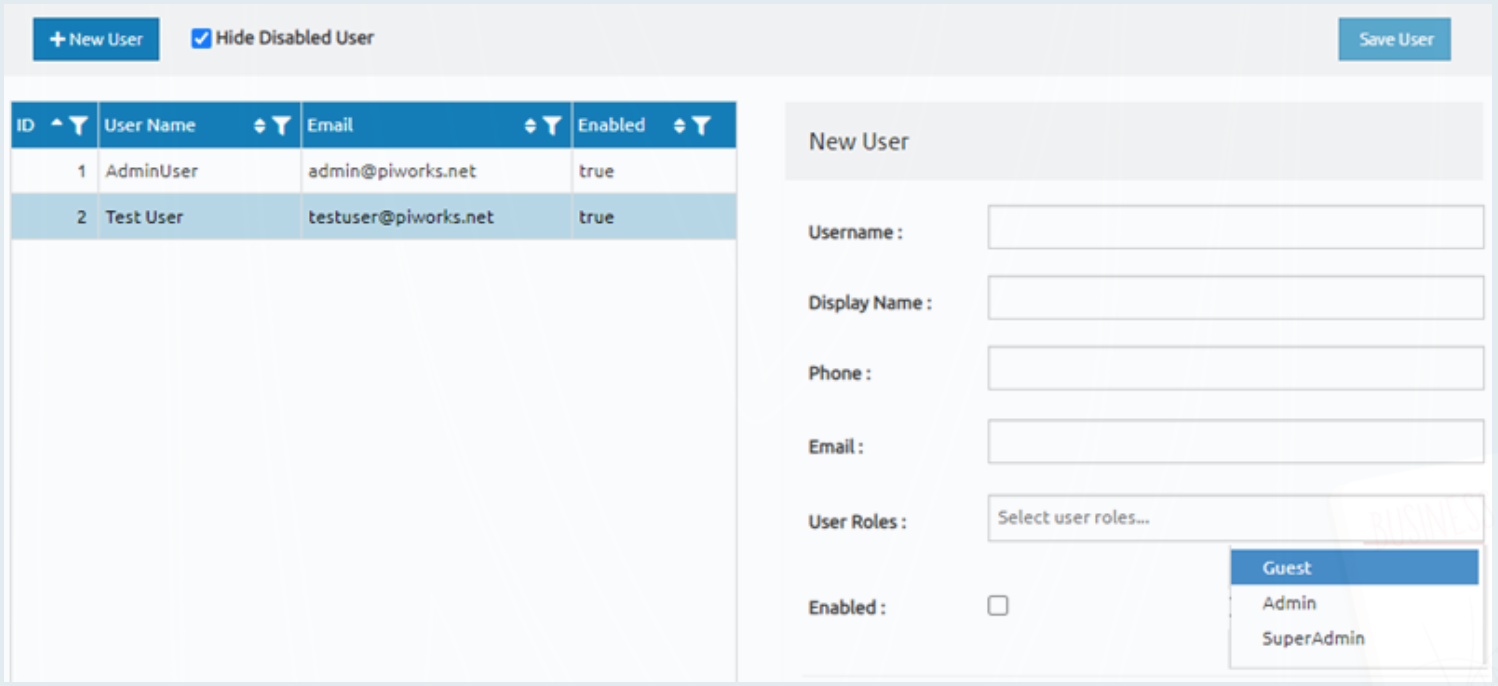 + New User
Hide Disabled User
Save User
ID User Name Email Enabled
1 AdminUser admin@piworks.net true
2 Test User testuser@piworks.net true
New User
Username :
Display Name :
Phone :
Email :
User Roles : Select user roles...
Guest
Admin
SuperAdmin
Enabled :